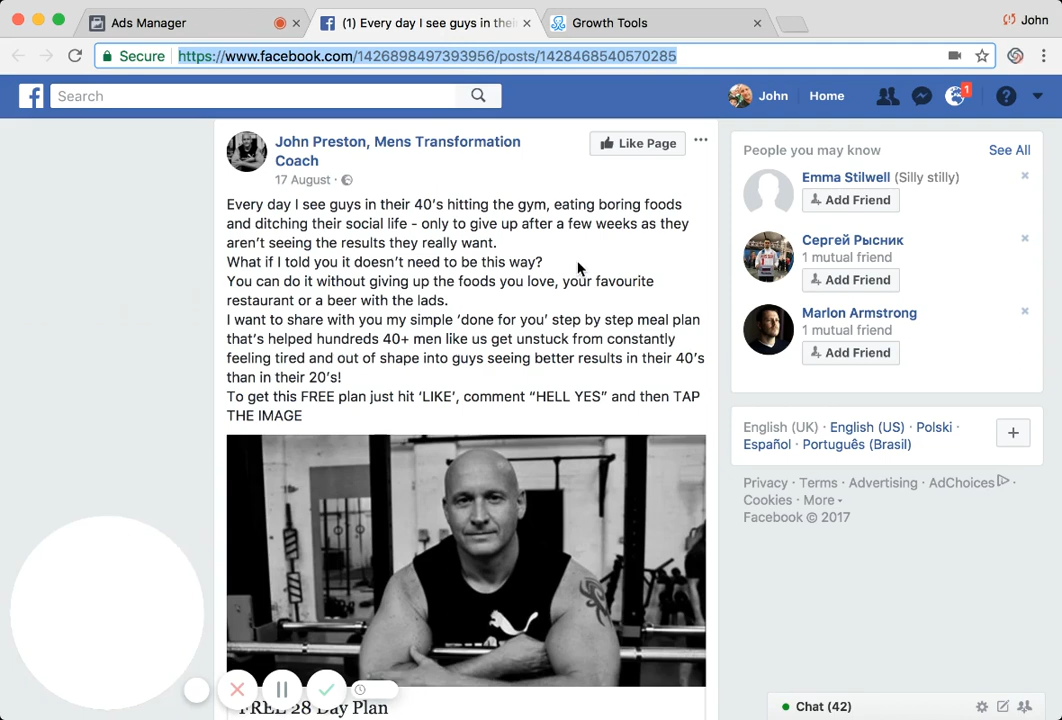 Ads Manager
(1) Every day I see guys in thei
Growth Tools
John
Secure
https://www.facebook.com/1426898497393956/posts/1428468540570285
f
Search
John
Home
1
John Preston, Mens Transformation
Coach
17 August
Like Page
Every day I see guys in their 40's hitting the gym, eating boring foods
and ditching their social life - only to give up after a few weeks as they
aren't seeing the results they really want.
What if I told you it doesn't need to be this way?
You can do it without giving up the foods you love, your favourite
restaurant or a beer with the lads.
I want to share with you my simple 'done for you' step by step meal plan
that's helped hundreds 40+ men like us get unstuck from constantly
feeling tired and out of shape into guys seeing better results in their 40's
than in their 20's!
To get this FREE plan just hit 'LIKE', comment “HELL YES” and then TAP
THE IMAGE
FREE 28 Day Plan
People you may know
See All
Emma Stilwell (Silly stilly)
Add Friend
Сергей Рысник
1 mutual friend
Add Friend
Marlon Armstrong
1 mutual friend
Add Friend
English (UK) · English (US) · Polski ·
Español · Português (Brasil)
Privacy · Terms · Advertising · AdChoices ·
Cookies · More
Facebook © 2017
Chat (42)